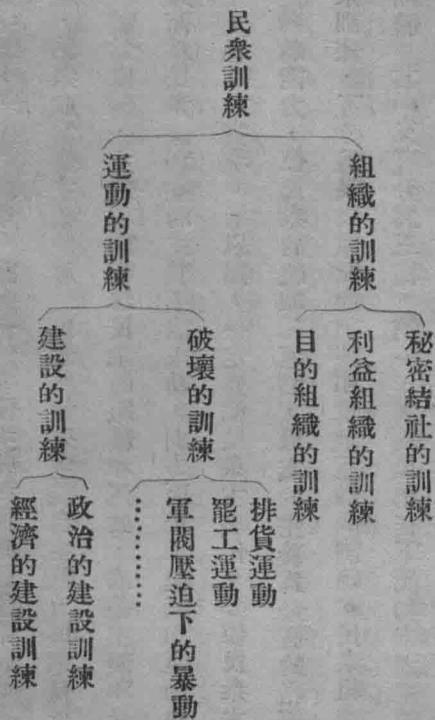 民衆訓練
組織的訓練
秘密結社的訓練
利益組織的訓練
目的組織的訓練
運動的訓練
破壞的訓練
排貨運動
罷工運動
軍閥壓迫下的暴動
………
建設的訓練
政治的建設訓練
經濟的建設訓練